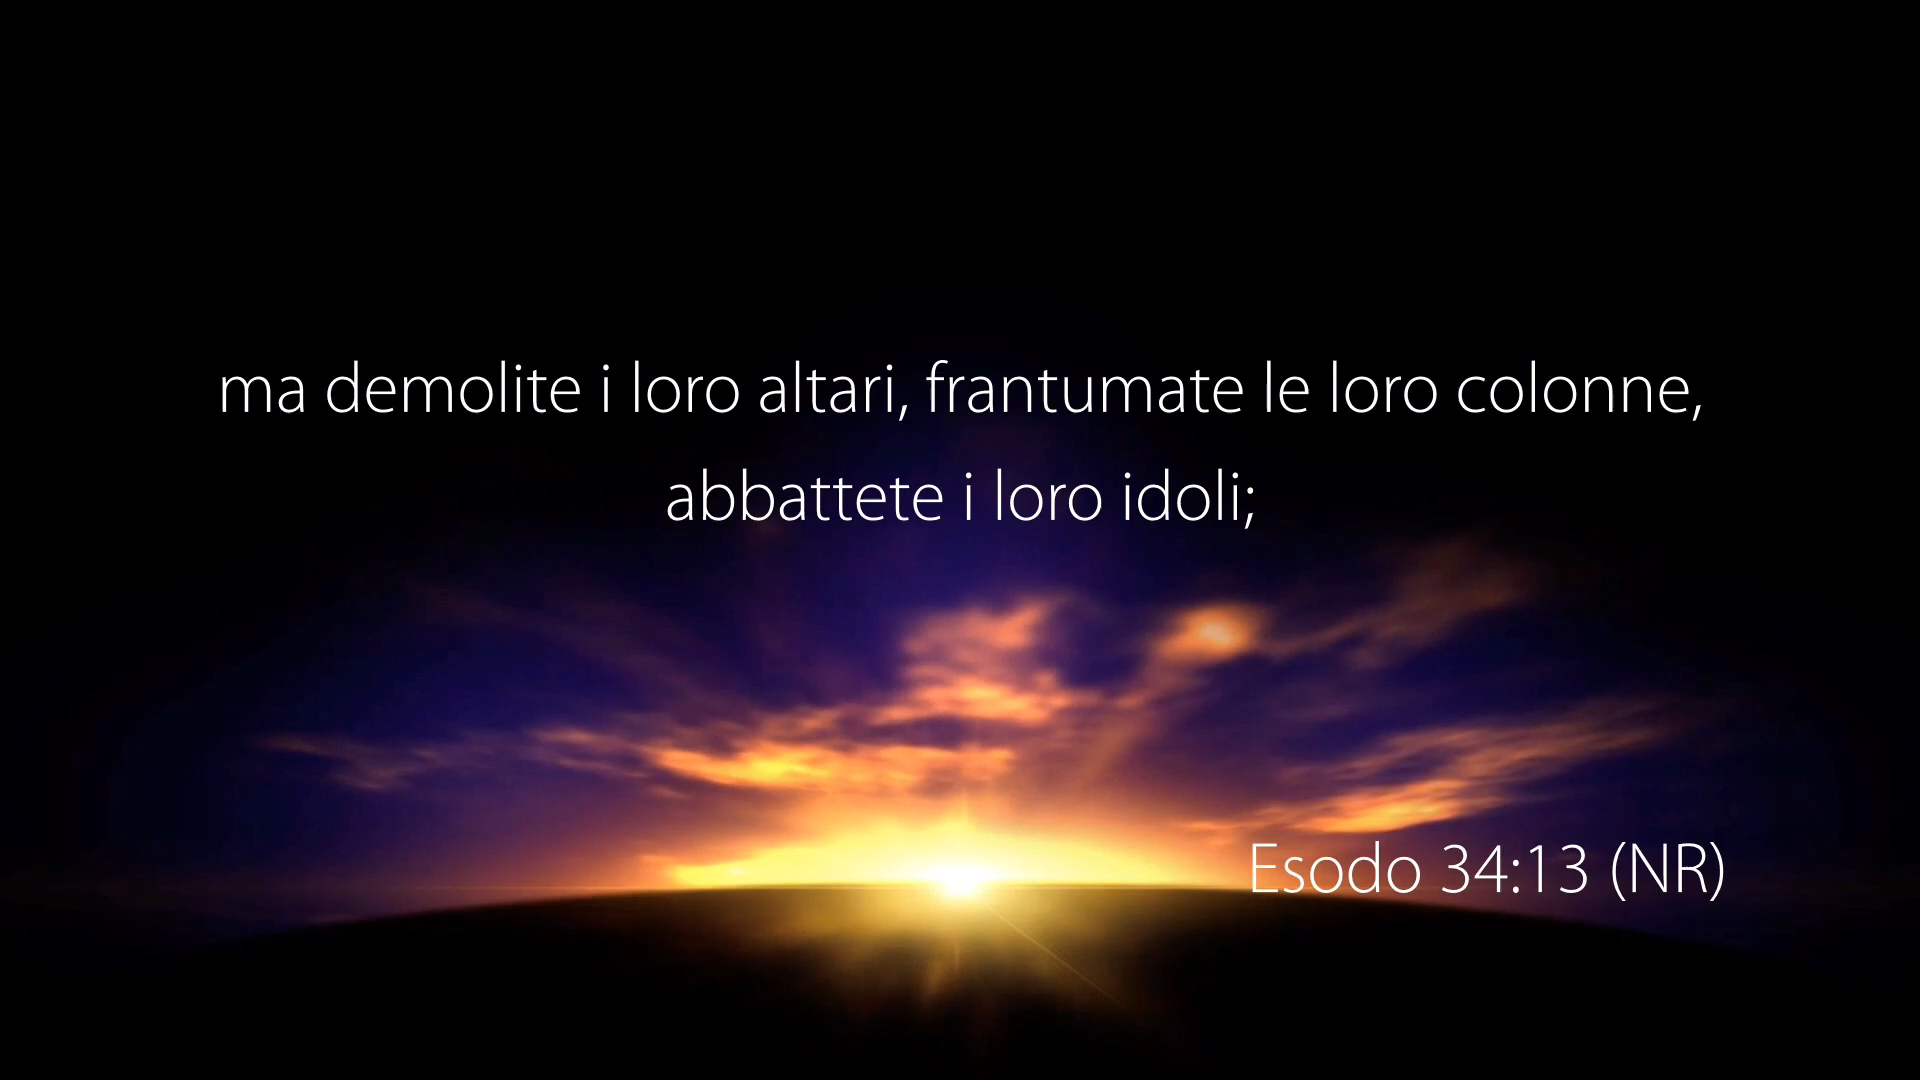 ma demolite i loro altari, frantumate le loro colonne,
abbattete i loro idoli;
Esodo 34:13 (NR)